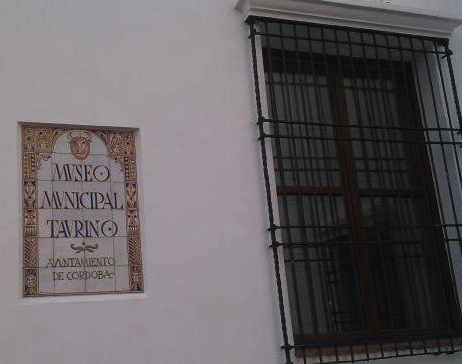 MVSEO
MVNICIPAL
TAVRINO
AYVNTAMIENTO
DE CORDOBA